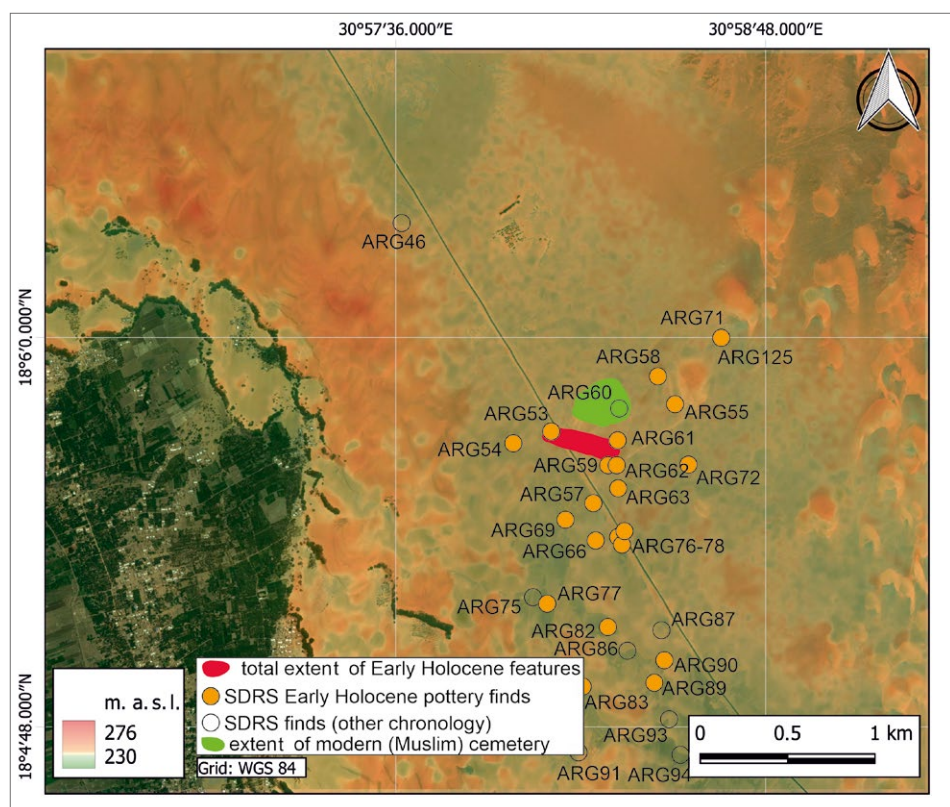 30°57'36.000"E
30°58'48.000"E
ARG46
18°6'0.000"N
ARG71
ARG58
ARG125
ARG60
ARG55
ARG53
ARG54
ARG61
ARG59
ARG62
ARG72
ARG57
ARG63
ARG69
ARG66
ARG76-78
ARG75
ARG77
ARG87
ARG82
ARG86
ARG90
ARG89
ARG83
ARG93
ARG91
ARG94
18°4'48.000"N
m. a. s. l.
276
230
total extent of Early Holocene features
SDRS Early Holocene pottery finds
SDRS finds (other chronology)
extent of modern (Muslim) cemetery
Grid: WGS 84
0 0.5 1 km